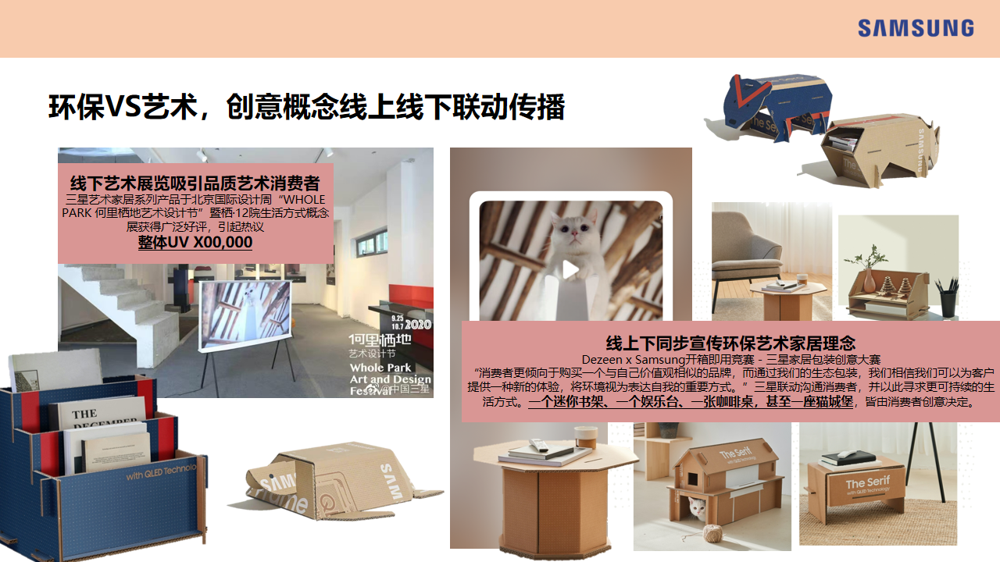 SAMSUNG
环保VS艺术，创意概念线上线下联动传播
线下艺术展览吸引品质艺术消费者
三星艺术家居系列产品于北京国际设计周“WHOLE
PARK 何里栖地艺术设计节”暨栖·12院生活方式概念
展获得广泛好评，引起热议
整体UV X00,000
9.25
10.7 2020
何里栖地
艺术设计节
Whole Park
Art and Design
Festival
中国三星
The Serif
The Se
SAMSUNG
The
线上下同步宣传环保艺术家居理念
Dezeen x Samsung开箱即用竞赛 - 三星家居包装创意大赛
“消费者更倾向于购买一个与自己价值观相似的品牌，而通过我们的生态包装，我们相信我们可以为客户
提供一种新的体验，将环境视为表达自我的重要方式。”三星联动沟通消费者，并以此寻求更可持续的生
活方式。一个迷你书架、一个娱乐台、一张咖啡桌，甚至一座猫城堡，皆由消费者创意决定。
THE
DECEMBER
with QLED Technolo
SAMS
ome
SAM
The Serif
with QLED Technology
The Serif
with QLED Technology